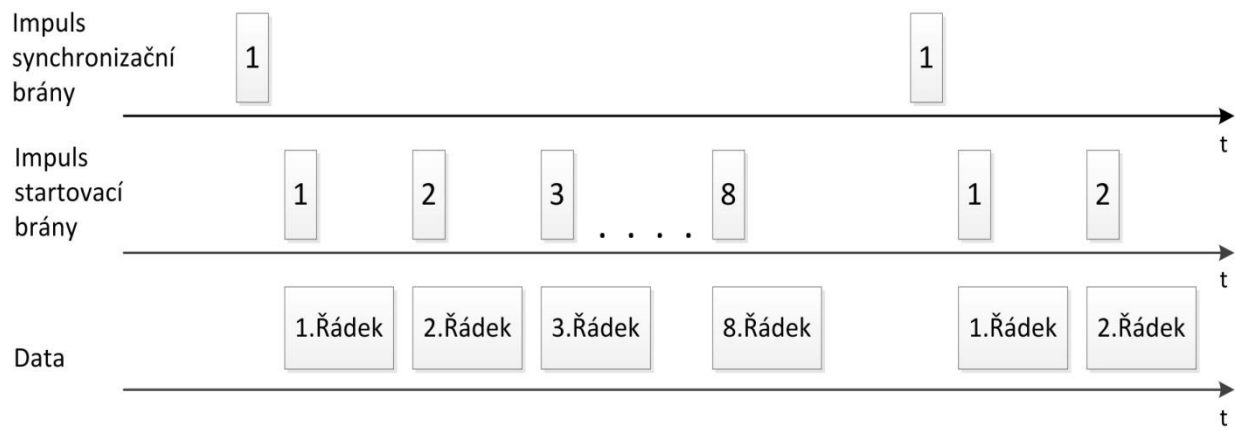 Impuls
synchronizační
brány
1
1
t
Impuls
startovací
brány
1
2
3
. . . .
8
1
2
t
Data
1.Řádek
2.Řádek
3.Řádek
8.Řádek
1.Řádek
2.Řádek
t